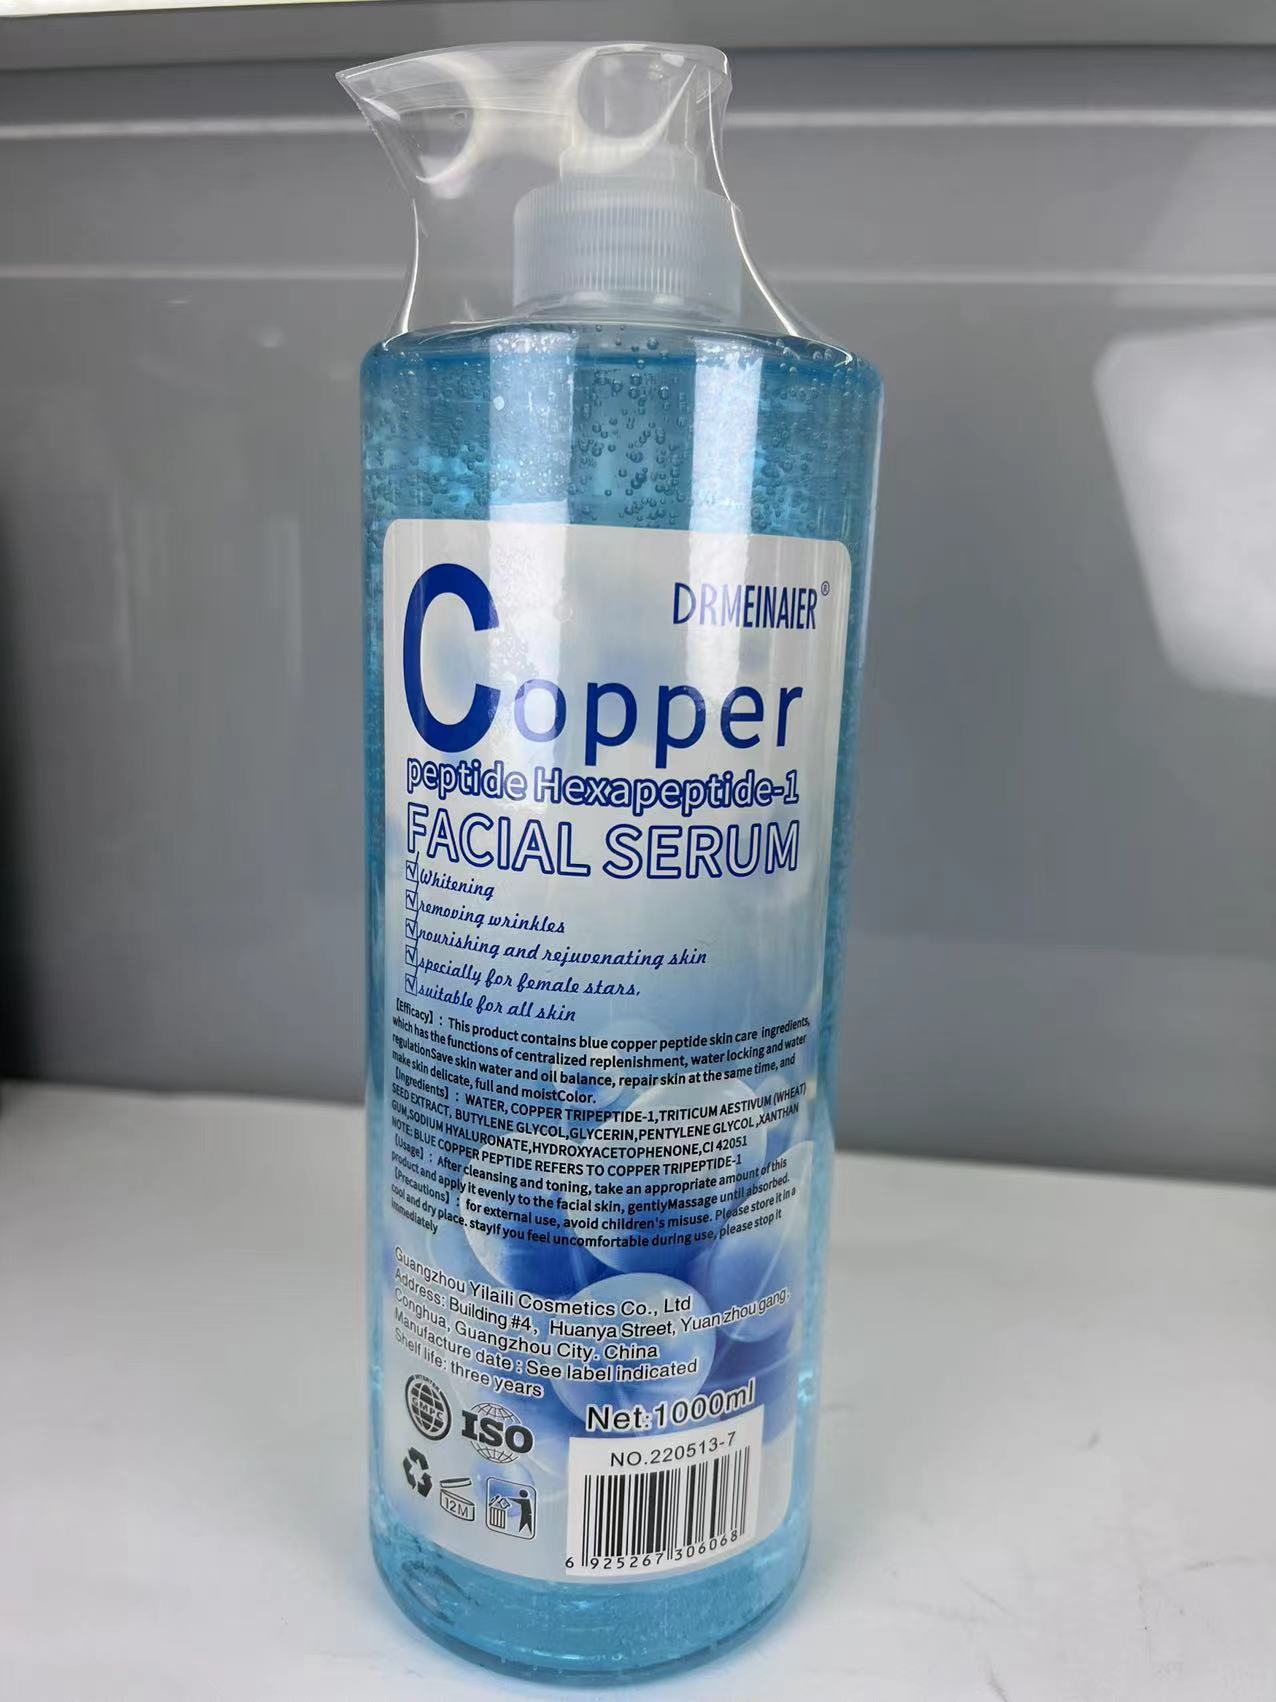 DRMEINAIER®
Copper
peptide Hexapeptide-1
FACIAL SERUM
Whitening
removing wrinkles
nourishing and rejuvenating skin
specially for female stars,
suitable for all skin
[Efficacy]：This product contains blue copper peptide skin care ingredients,
which has the functions of centralized replenishment, water locking and water
regulationSave skin water and oil balance, repair skin at the same time, and
make skin delicate, full and moistColor.
[Ingredients]：WATER, COPPER TRIPEPTIDE-1,TRITICUM AESTIVUM (WHEAT)
SEED EXTRACT, BUTYLENE GLYCOL,GLYCERIN,PENTYLENE GLYCOL ,XANTHAN
GUM,SODIUM HYALURONATE,HYDROXYACETOPHENONE,CI 42051
NOTE: BLUE COPPER PEPTIDE REFERS TO COPPER TRIPEPTIDE-1
[Usage]：After cleansing and toning, take an appropriate amount of this
product and apply it evenly to the facial skin, gentlyMassage until absorbed.
[Precautions]：for external use, avoid children's misuse. Please store it in a
cool and dry place. stayIf you feel uncomfortable during use, please stop it
immediately
Guangzhou Yilaili Cosmetics Co., Ltd
Address: Building #4， Huanya Street, Yuan zhou gang,
Conghua, Guangzhou City. China
Manufacture date : See label indicated
Shelf life: three years
GMPC
ISO
Net:1000ml
12M
NO.220513-7
6 925267 306068